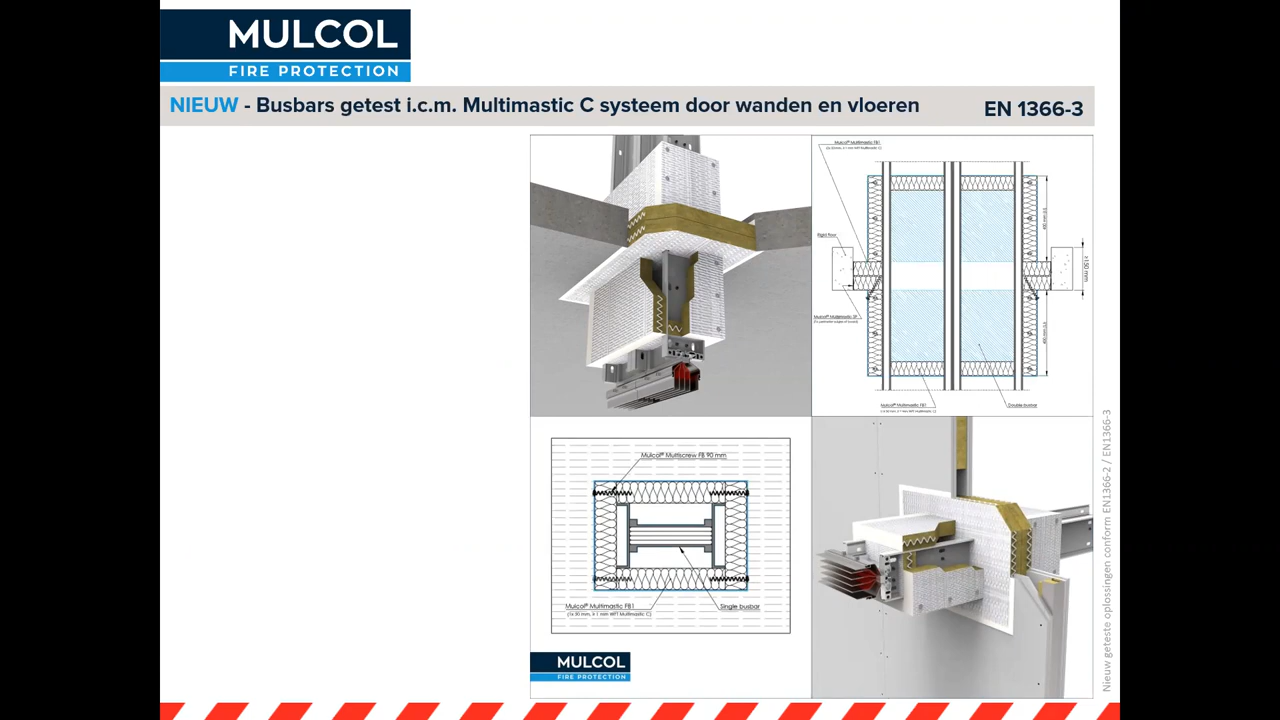 MULCOL
FIRE PROTECTION
NIEUW - Busbars getest i.c.m. Multimastic C systeem door wanden en vloeren
EN 1366-3
Mulcol® Multimastic FB1
Rigid floor
≥150 mm
Mulcol® Multimastic SP
Mulcol® Multimastic FB1
Double busbar
Mulcol® Multiscrew FB 90 mm
Mulcol® Multimastic FB1
Single busbar
MULCOL
FIRE PROTECTION
Nieuw geteste oplossingen conform EN1366-2 / EN1366-3